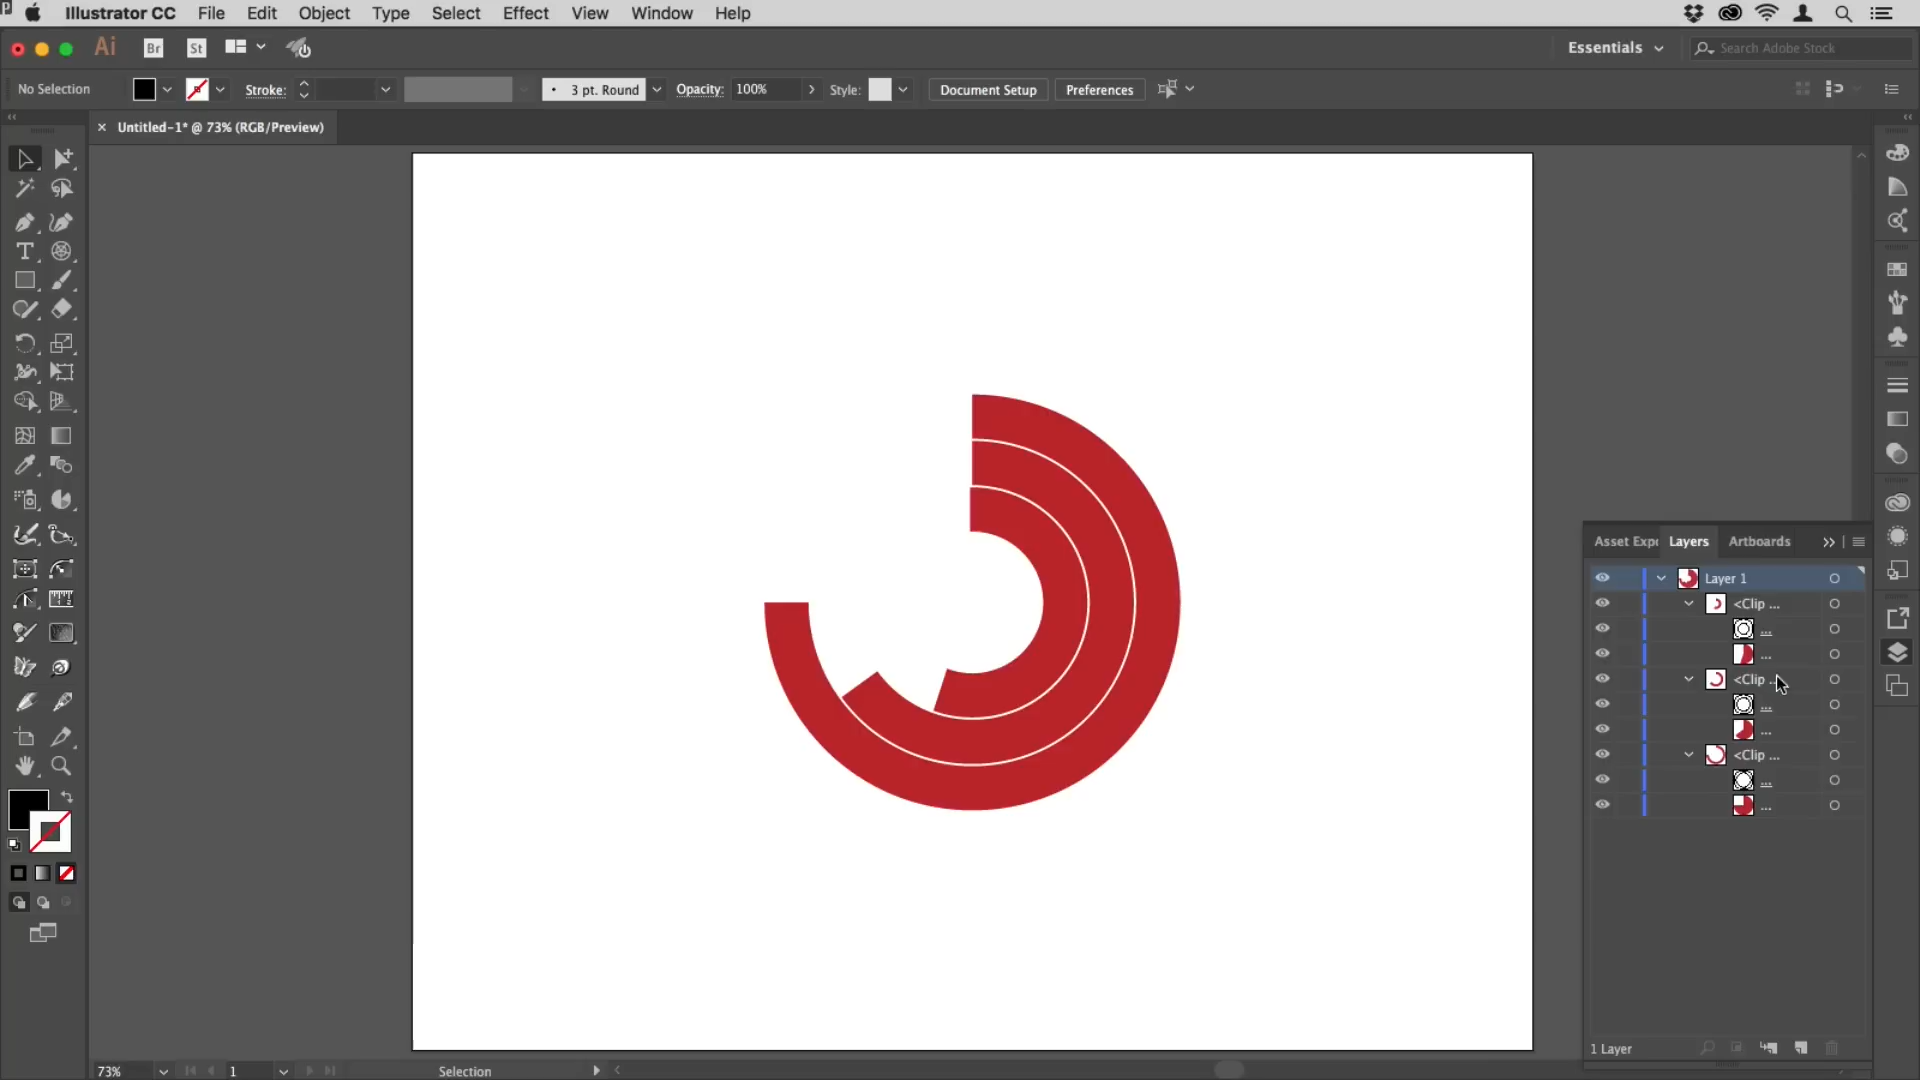 Illustrator CC File Edit Object Type Select Effect View Window Help
Ai Br St Essentials Search Adobe Stock
No Selection Stroke: 3 pt. Round Opacity: 100% Style: Document Setup Preferences
Untitled-1* @ 73% (RGB/Preview)
Asset Expo Layers Artboards
Layer 1
<Clip ...
...
...
<Clip ...
...
...
<Clip ...
...
...
1 Layer
73% 1 Selection